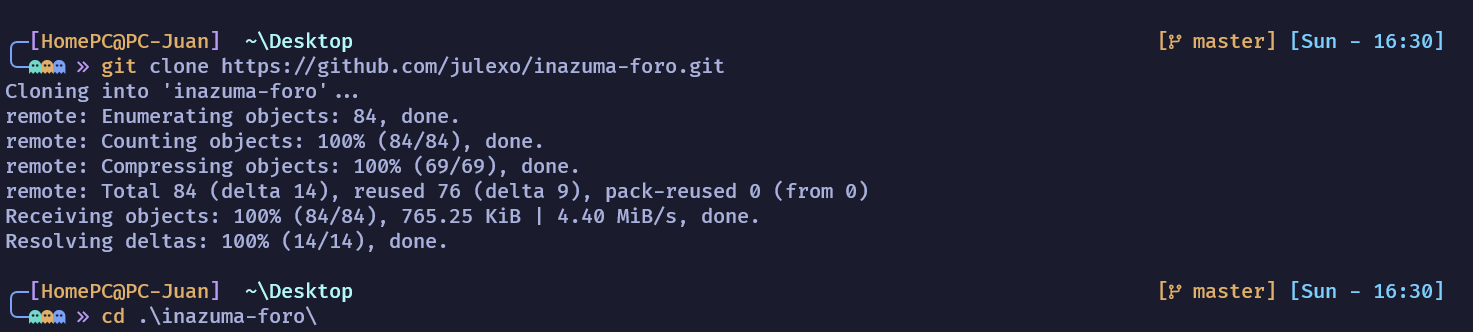 [HomePC@PC-Juan] ~\Desktop [ master] [Sun - 16:30]
» git clone https://github.com/julexo/inazuma-foro.git
Cloning into 'inazuma-foro'...
remote: Enumerating objects: 84, done.
remote: Counting objects: 100% (84/84), done.
remote: Compressing objects: 100% (69/69), done.
remote: Total 84 (delta 14), reused 76 (delta 9), pack-reused 0 (from 0)
Receiving objects: 100% (84/84), 765.25 KiB | 4.40 MiB/s, done.
Resolving deltas: 100% (14/14), done.
[HomePC@PC-Juan] ~\Desktop [ master] [Sun - 16:30]
» cd .\inazuma-foro\